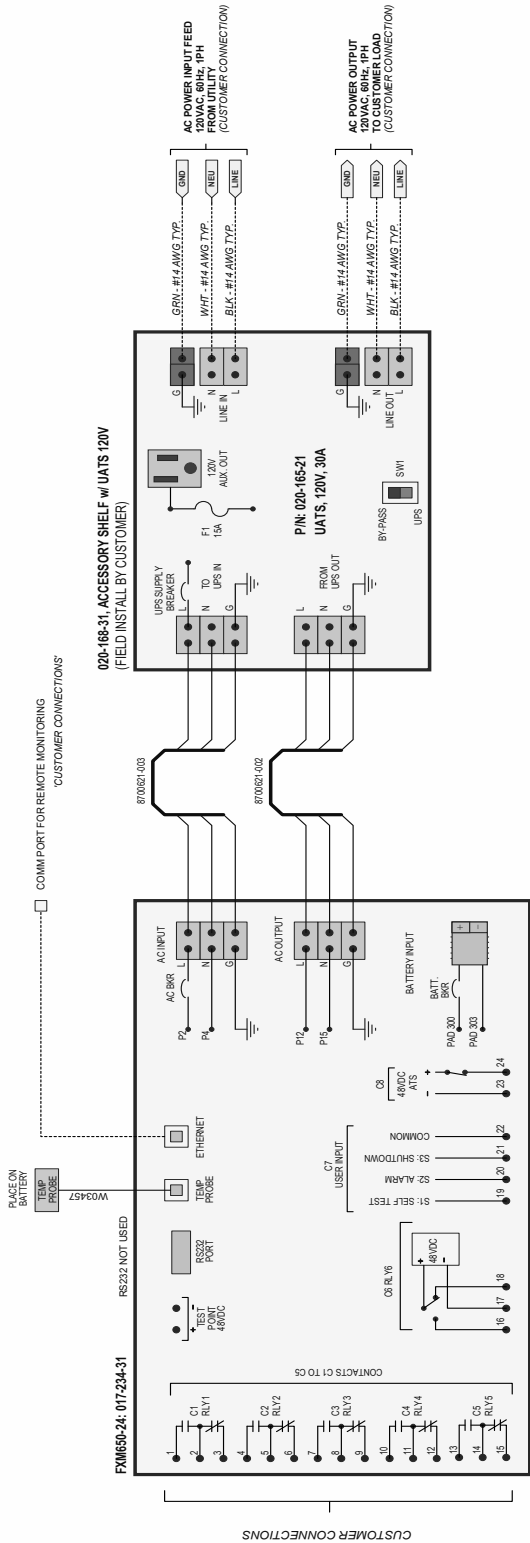 PLACE ON
BATTERY
TEMP
PROBE
W03457
COMM PORT FOR REMOTE MONITORING
'CUSTOMER CONNECTIONS'
FXM650-24: 017-234-31
RS232 NOT USED
CUSTOMER CONNECTIONS
1
2
3
C1
RLY1
4
5
6
C2
RLY2
7
8
9
C3
RLY3
10
11
12
C4
RLY4
13
14
15
C5
RLY5
CONTACTS C1 TO C5
+ -
TEST
POINT
48VDC
RS232
PORT
TEMP
PROBE
ETHERNET
C6 RLY6
+ -
48VDC
16
17
18
C7
USER INPUT
S1: SELF TEST
S2: ALARM
S3: SHUTDOWN
COMMON
19
20
21
22
C8
48VDC
ATS
- +
23
24
AC INPUT
AC BKR
P2
P4
L
N
G
AC OUTPUT
P12
P15
L
N
G
BATTERY INPUT
BATT.
BKR
PAD 300
PAD 303
+ -
8700621-003
8700621-002
020-168-31, ACCESSORY SHELF w/ UATS 120V
(FIELD INSTALL BY CUSTOMER)
UPS SUPPLY
BREAKER
L
N
G
TO
UPS IN
L
N
G
FROM
UPS OUT
F1
15A
120V
AUX. OUT
P/N: 020-165-21
UATS, 120V, 30A
BY-PASS
SW1
UPS
G
N
L
LINE IN
G
N
L
LINE OUT
GRN - #14 AWG TYP.
WHT - #14 AWG TYP.
BLK - #14 AWG TYP.
GND
NEU
LINE
AC POWER INPUT FEED
120VAC, 60Hz, 1PH
FROM UTILITY
(CUSTOMER CONNECTION)
GRN - #14 AWG TYP.
WHT - #14 AWG TYP.
BLK - #14 AWG TYP.
GND
NEU
LINE
AC POWER OUTPUT
120VAC, 60Hz, 1PH
TO CUSTOMER LOAD
(CUSTOMER CONNECTION)